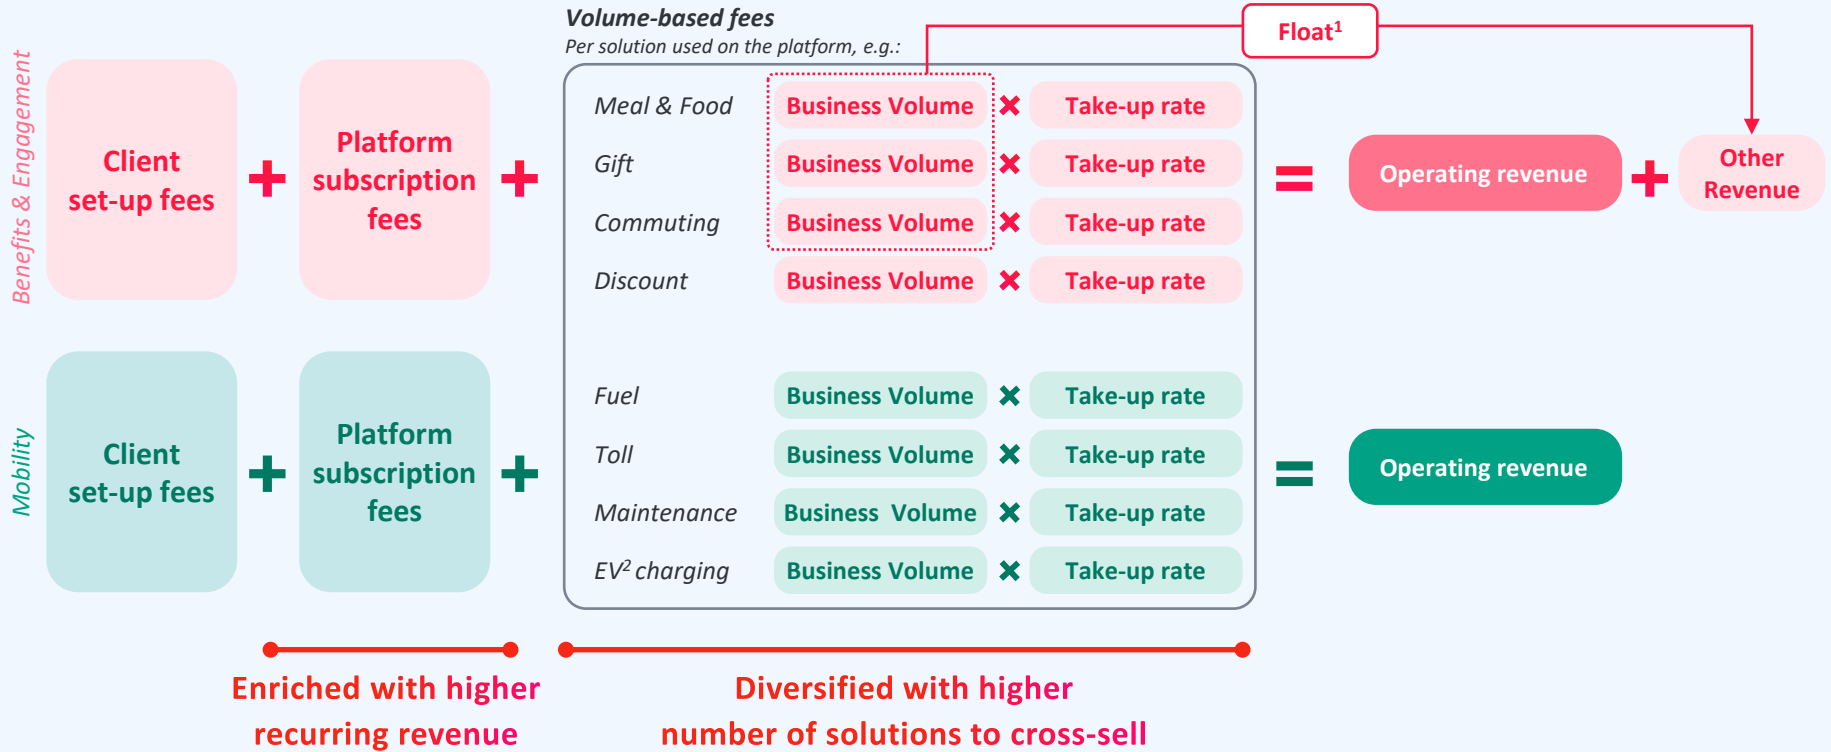 Volume-based fees
Per solution used on the platform, e.g.:
Float¹
Benefits & Engagement
Client
set-up fees
+
Platform
subscription
fees
+
Meal & Food Business Volume × Take-up rate
Gift Business Volume × Take-up rate
Commuting Business Volume × Take-up rate
Discount Business Volume × Take-up rate
=
Operating revenue
+
Other
Revenue
Mobility
Client
set-up fees
+
Platform
subscription
fees
+
Fuel Business Volume × Take-up rate
Toll Business Volume × Take-up rate
Maintenance Business Volume × Take-up rate
EV² charging Business Volume × Take-up rate
=
Operating revenue
Enriched with higher
recurring revenue
Diversified with higher
number of solutions to cross-sell